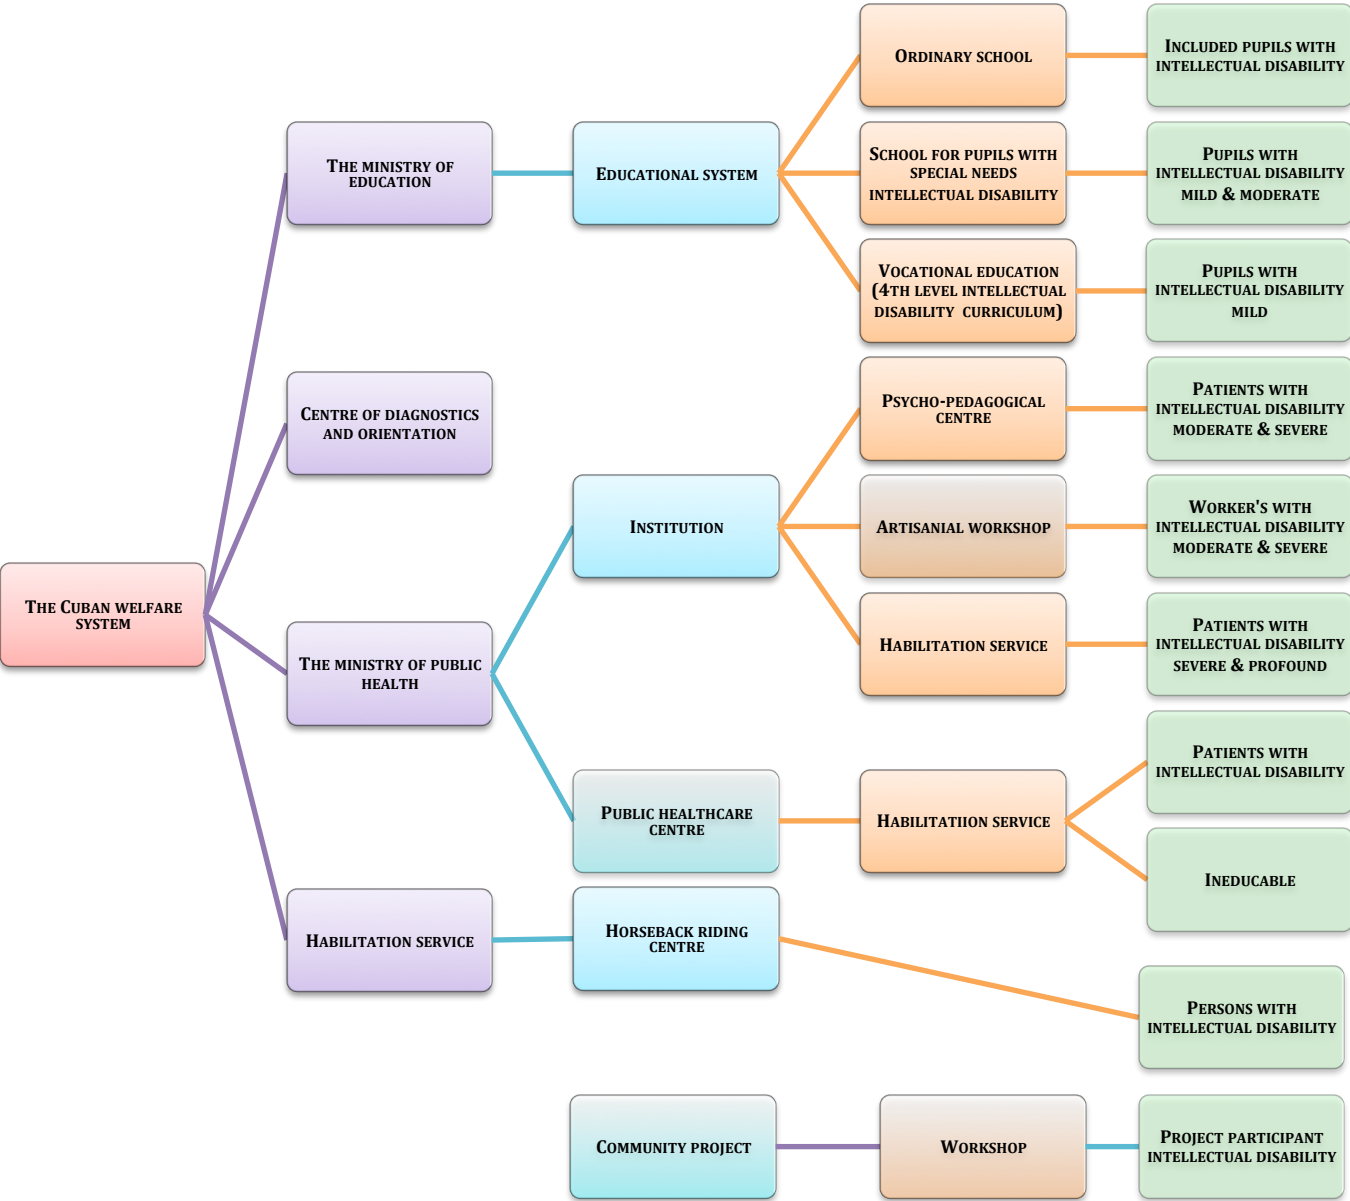 ORDINARY SCHOOL
INCLUDED PUPILS WITH
INTELLECTUAL DISABILITY
THE MINISTRY OF
EDUCATION
EDUCATIONAL SYSTEM
SCHOOL FOR PUPILS WITH
SPECIAL NEEDS
INTELLECTUAL DISABILITY
PUPILS WITH
INTELLECTUAL DISABILITY
MILD & MODERATE
VOCATIONAL EDUCATION
(4TH LEVEL INTELLECTUAL
DISABILITY CURRICULUM)
PUPILS WITH
INTELLECTUAL DISABILITY
MILD
CENTRE OF DIAGNOSTICS
AND ORIENTATION
PSYCHO-PEDAGOGICAL
CENTRE
PATIENTS WITH
INTELLECTUAL DISABILITY
MODERATE & SEVERE
INSTITUTION
ARTISANIAL WORKSHOP
WORKER'S WITH
INTELLECTUAL DISABILITY
MODERATE & SEVERE
THE CUBAN WELFARE
SYSTEM
THE MINISTRY OF PUBLIC
HEALTH
HABILITATION SERVICE
PATIENTS WITH
INTELLECTUAL DISABILITY
SEVERE & PROFOUND
PUBLIC HEALTHCARE
CENTRE
HABILITATIION SERVICE
PATIENTS WITH
INTELLECTUAL DISABILITY
INEDUCABLE
HABILITATION SERVICE
HORSEBACK RIDING
CENTRE
PERSONS WITH
INTELLECTUAL DISABILITY
COMMUNITY PROJECT
WORKSHOP
PROJECT PARTICIPANT
INTELLECTUAL DISABILITY